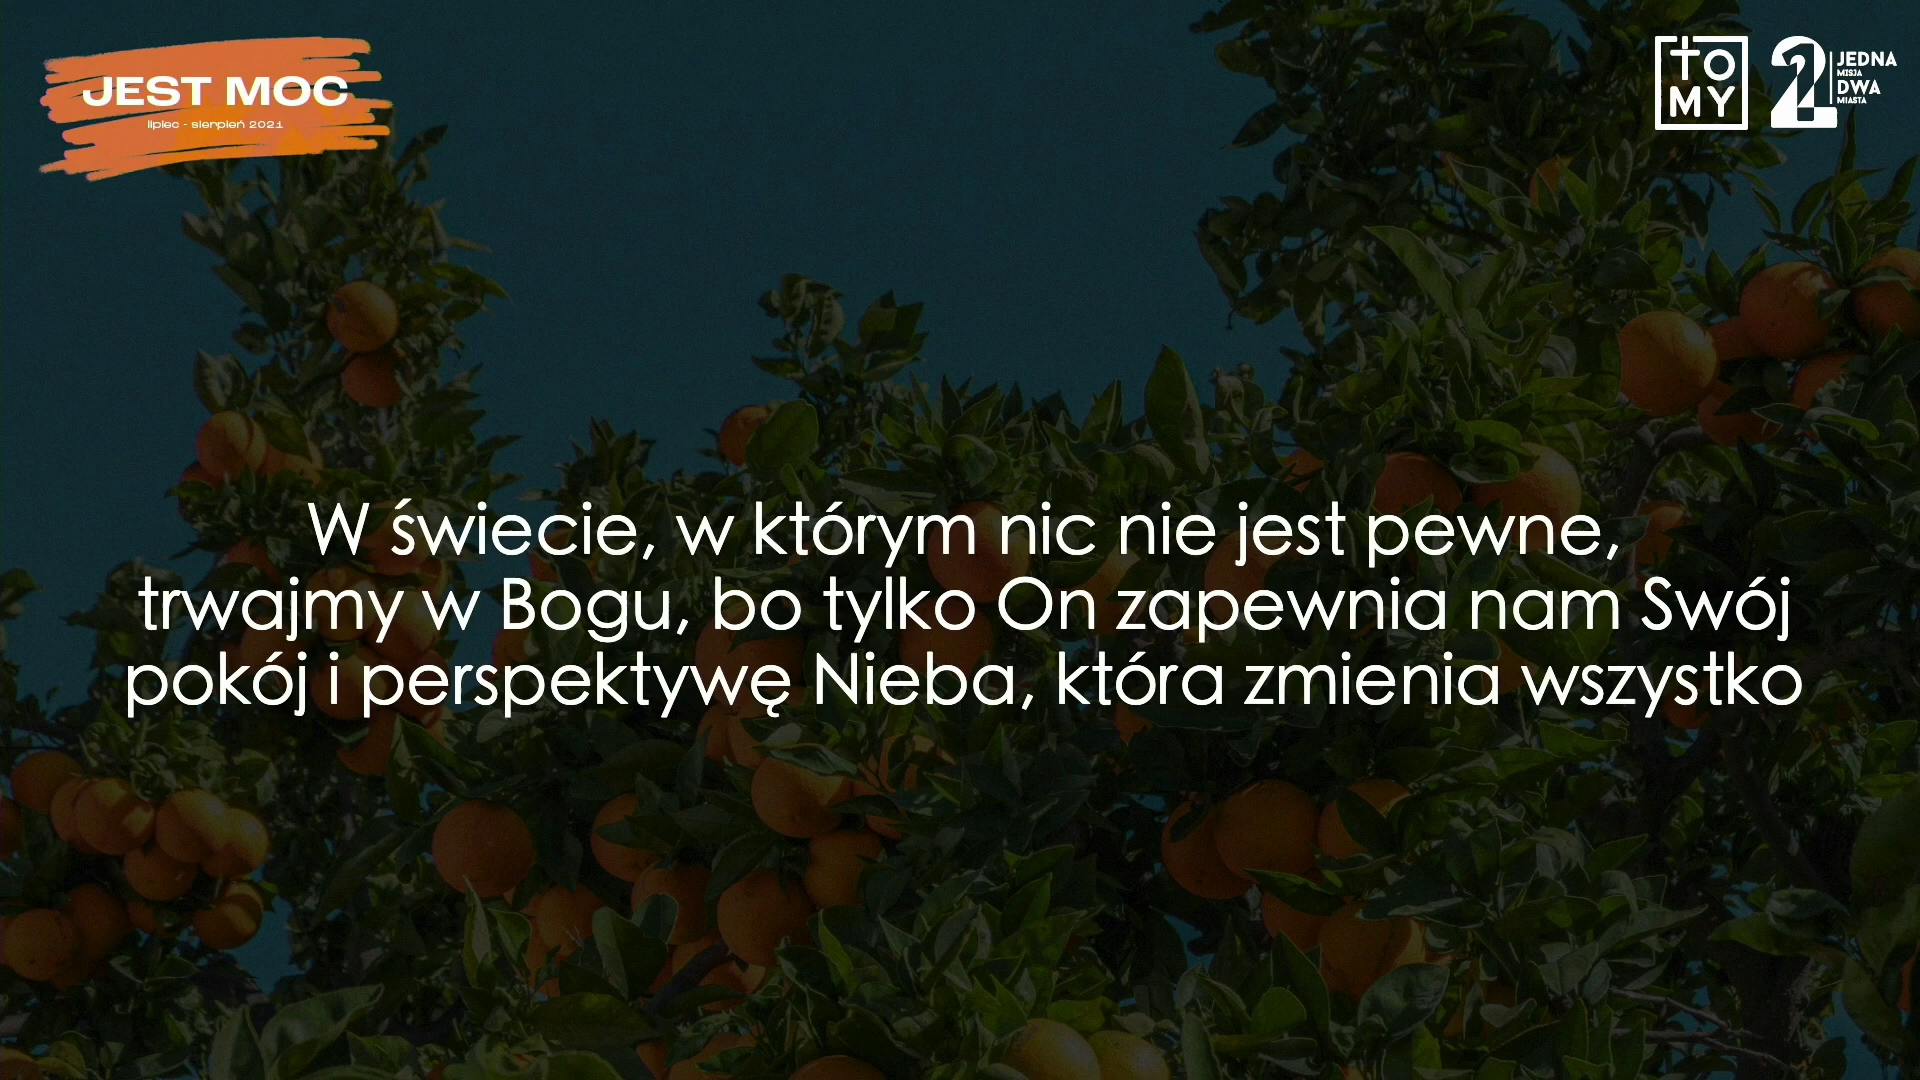 JEST MOC
lipiec - sierpień 2021
tO
MY
21
JEDNA
MISJA
DWA
MIASTA
W świecie, w którym nic nie jest pewne,
trwajmy w Bogu, bo tylko On zapewnia nam Swój
pokój i perspektywę Nieba, która zmienia wszystko